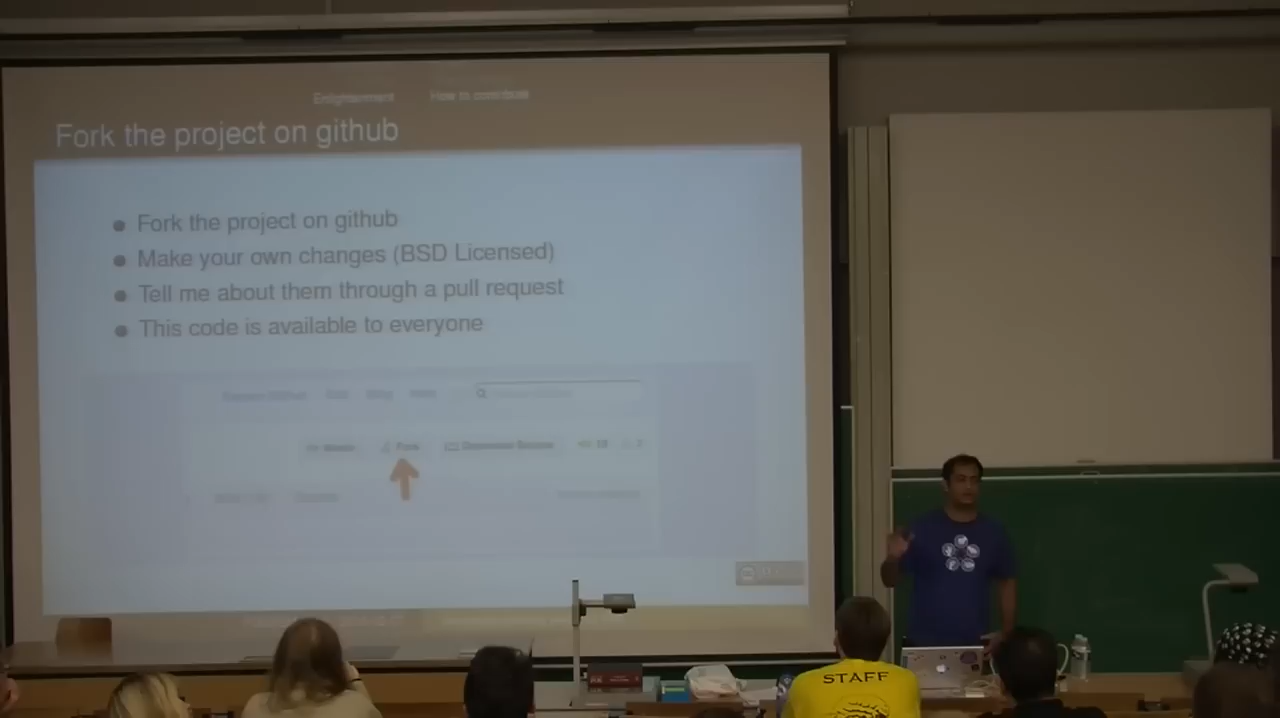 Enlightenment How to contribute
Fork the project on github
Fork the project on github
Make your own changes (BSD Licensed)
Tell me about them through a pull request
This code is available to everyone
Fork
STAFF